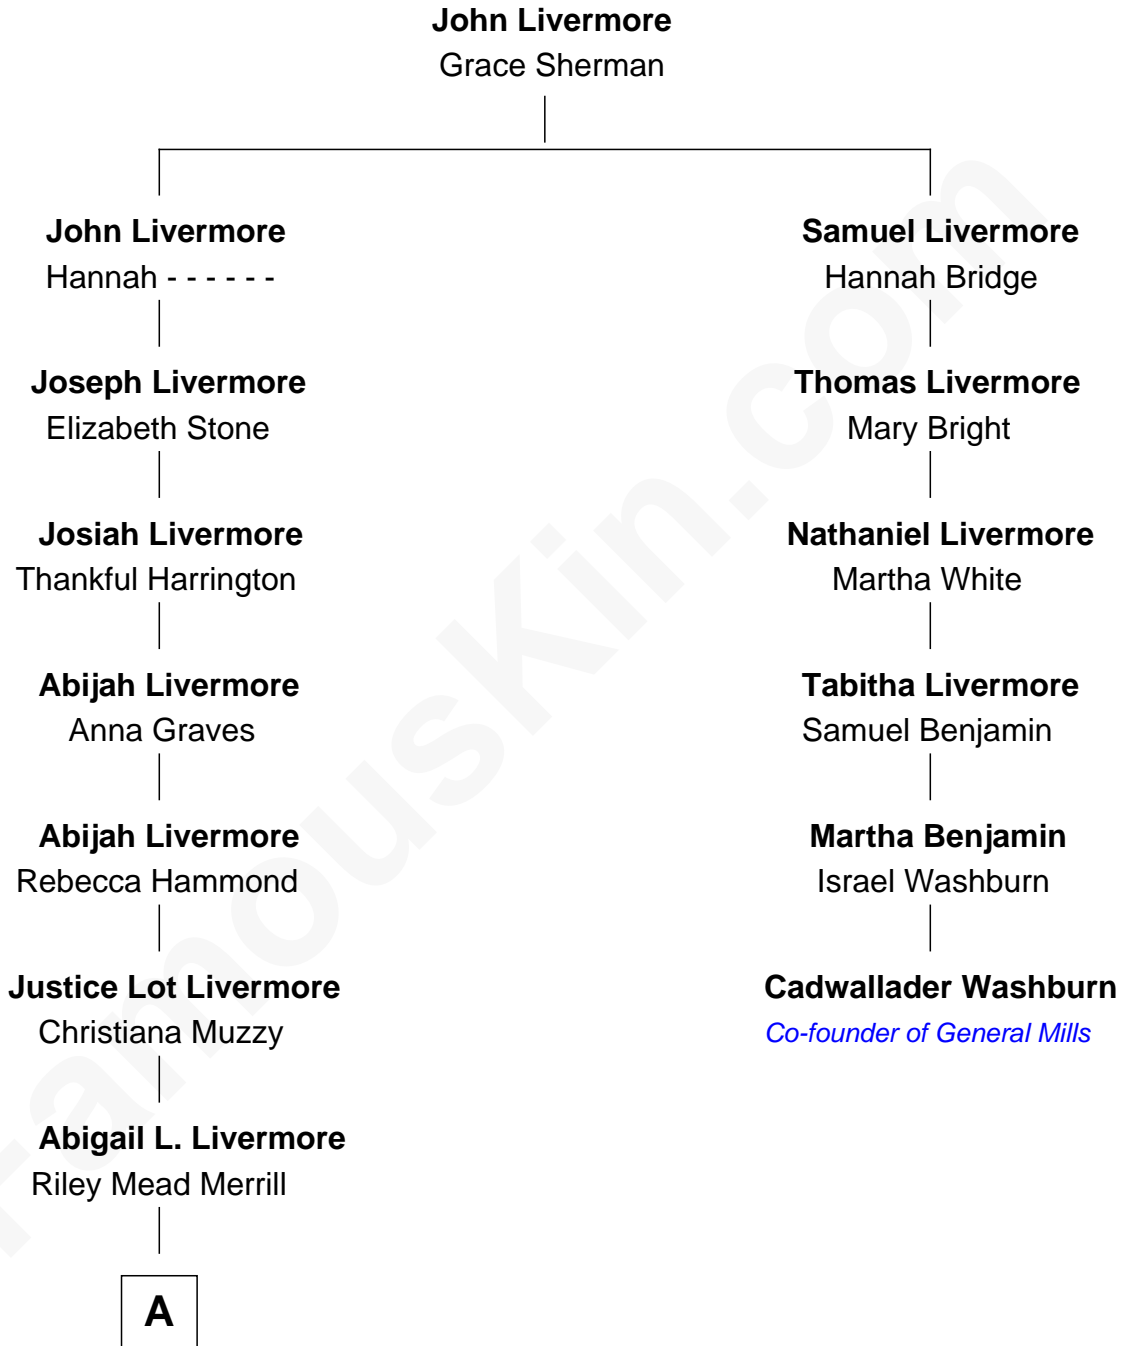 John Livermore
Grace Sherman
John Livermore
Hannah - - - - - -
Samuel Livermore
Hannah Bridge
Joseph Livermore
Elizabeth Stone
Thomas Livermore
Mary Bright
Josiah Livermore
Thankful Harrington
Nathaniel Livermore
Martha White
Abijah Livermore
Anna Graves
Tabitha Livermore
Samuel Benjamin
Abijah Livermore
Rebecca Hammond
Martha Benjamin
Israel Washburn
Justice Lot Livermore
Christiana Muzzy
Cadwallader Washburn
Co-founder of General Mills
Abigail L. Livermore
Riley Mead Merrill
A
FamousKin.com